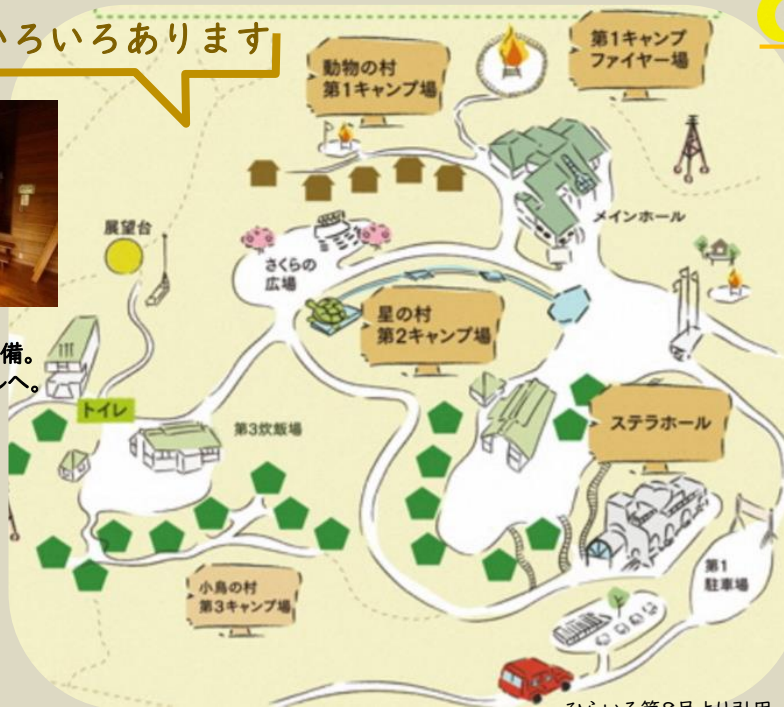 いろいろあります
第1キャンプ
ファイヤー場
動物の村
第1キャンプ場
メインホール
展望台
さくらの
広場
星の村
第2キャンプ場
備。
へ。
トイレ
第3炊飯場
ステラホール
小鳥の村
第3キャンプ場
第1
駐車場